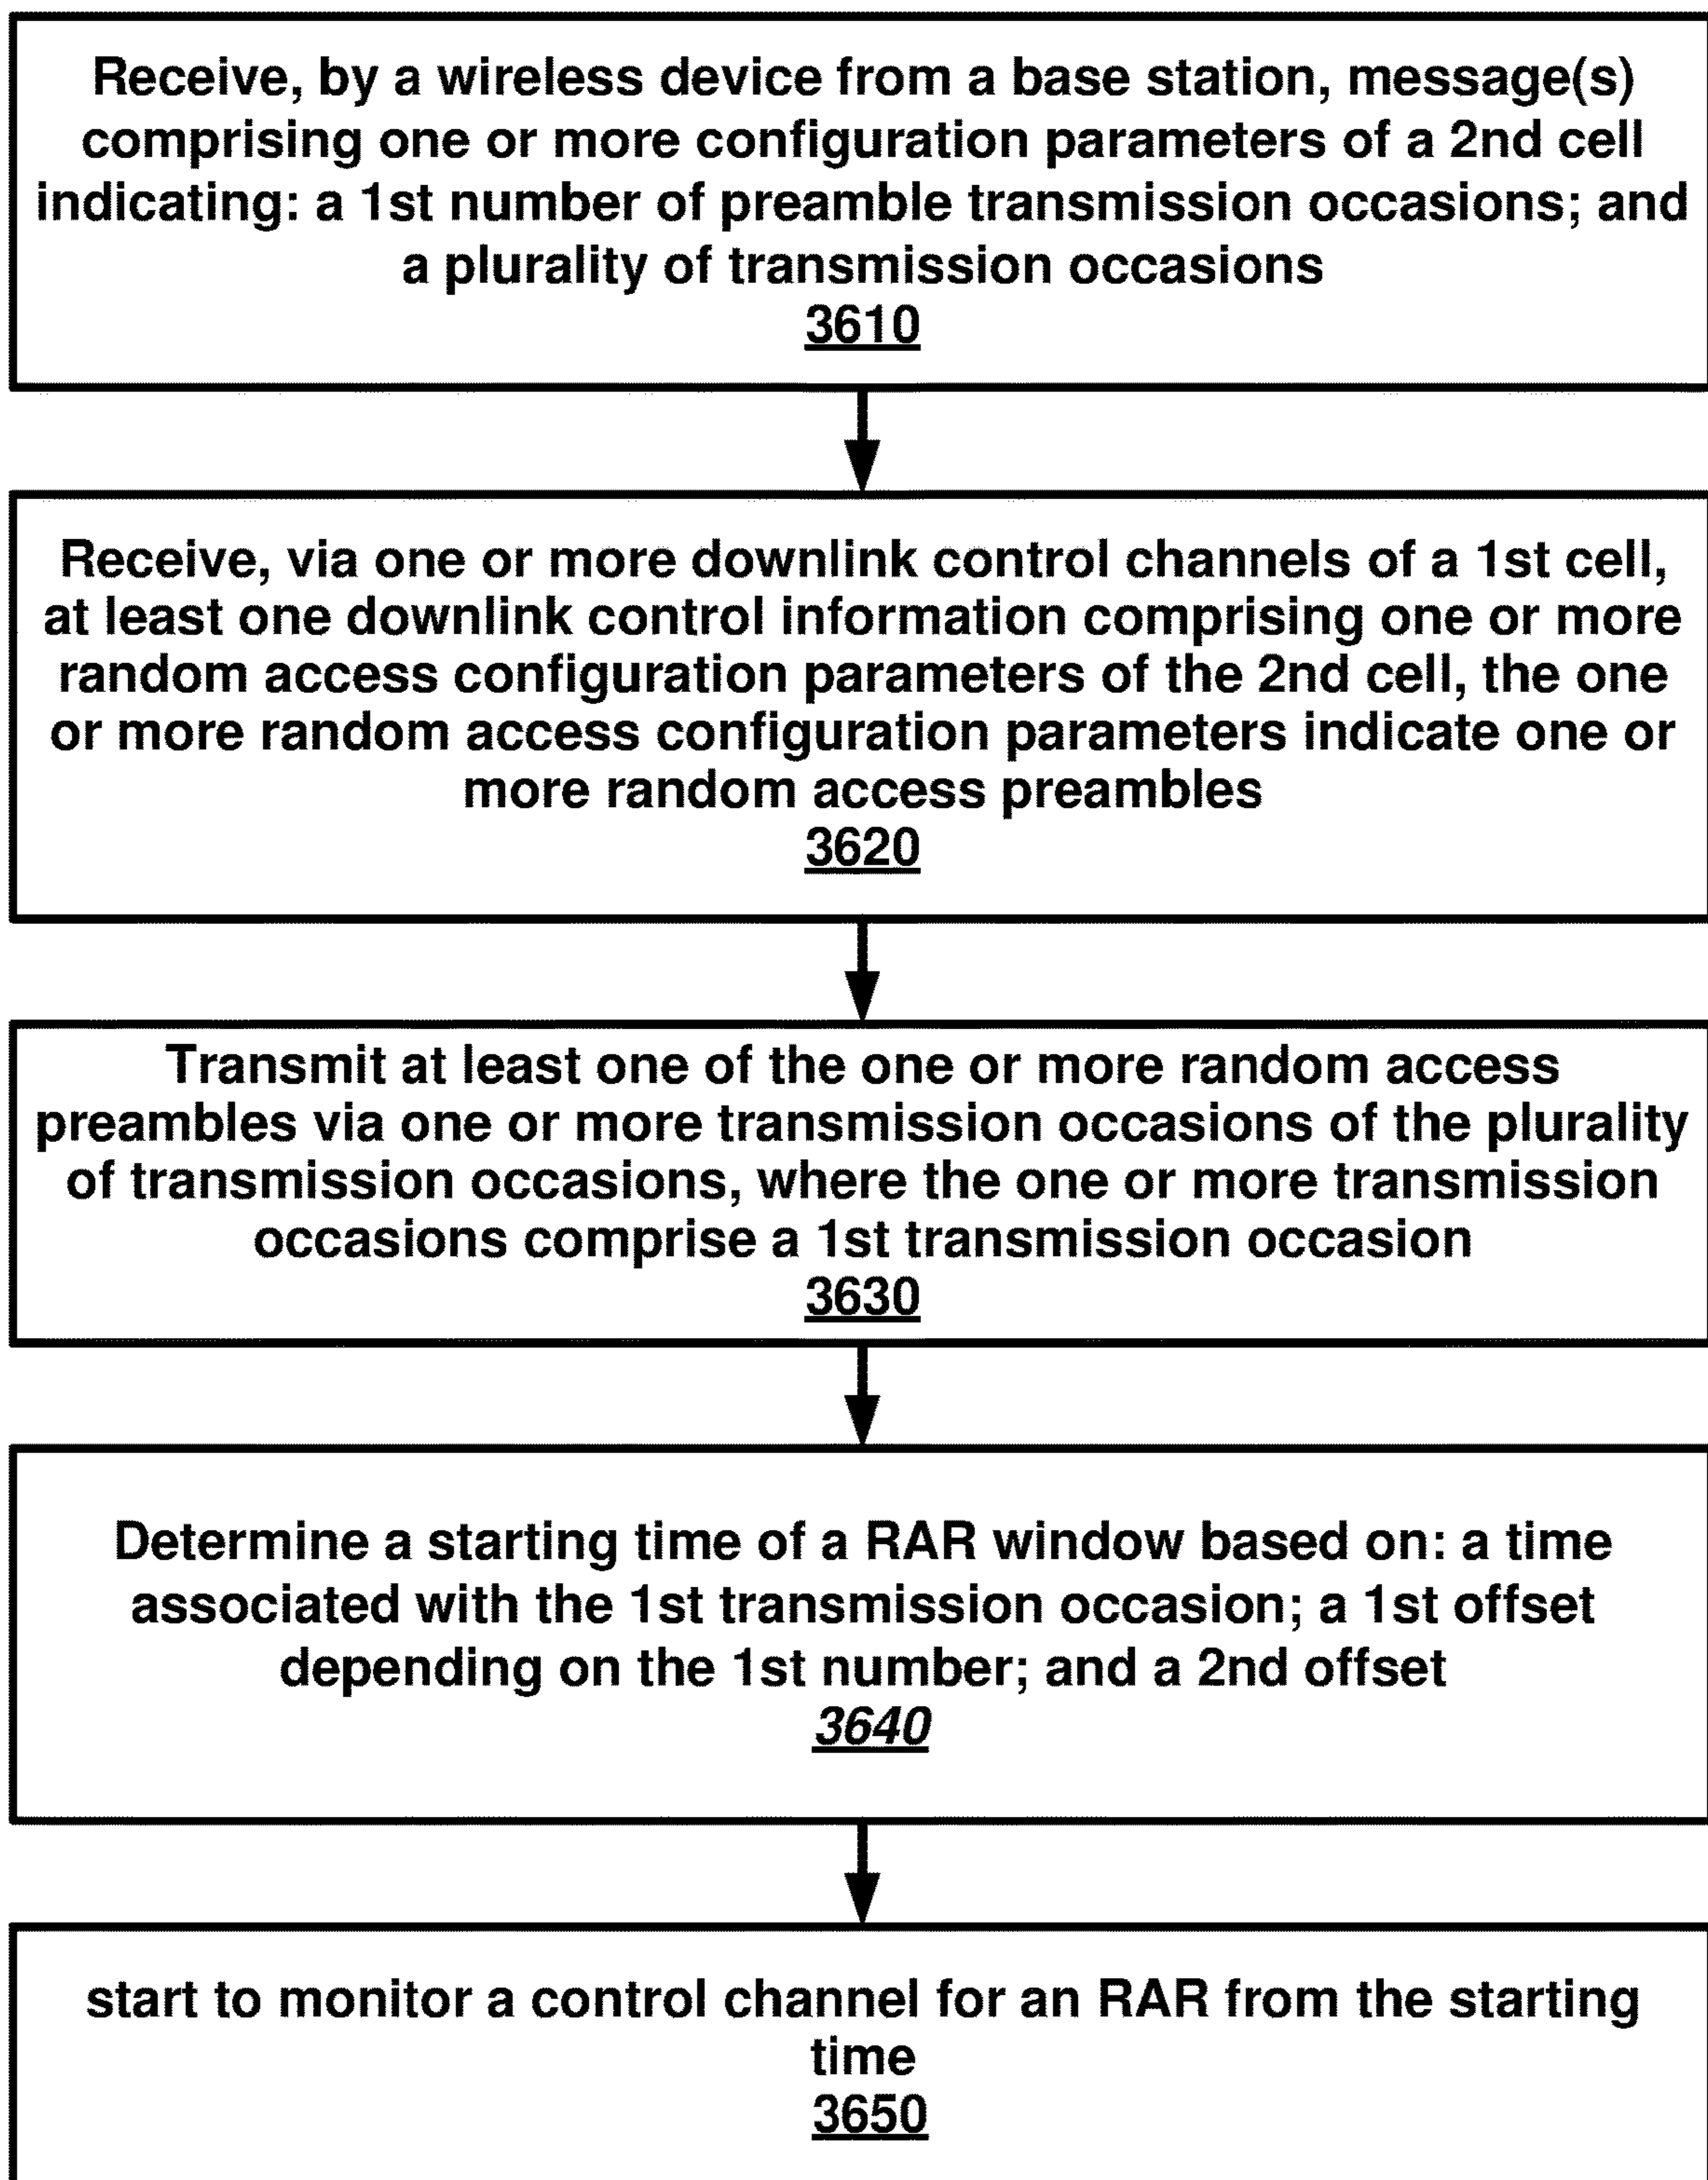 Receive, by a wireless device from a base station, message(s)
comprising one or more configuration parameters of a 2nd cell
indicating: a 1st number of preamble transmission occasions; and
a plurality of transmission occasions
3610
Receive, via one or more downlink control channels of a 1st cell,
at least one downlink control information comprising one or more
random access configuration parameters of the 2nd cell, the one
or more random access configuration parameters indicate one or
more random access preambles
3620
Transmit at least one of the one or more random access
preambles via one or more transmission occasions of the plurality
of transmission occasions, where the one or more transmission
occasions comprise a 1st transmission occasion
3630
Determine a starting time of a RAR window based on: a time
associated with the 1st transmission occasion; a 1st offset
depending on the 1st number; and a 2nd offset
3640
start to monitor a control channel for an RAR from the starting
time
3650